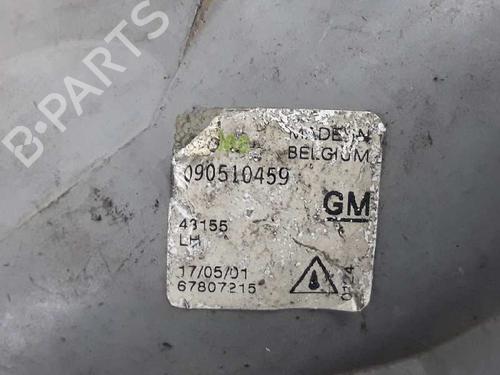 B-PARTS
MADE IN
BELGIUM
090510459
GM
43155
LH
17/05/01
67807215